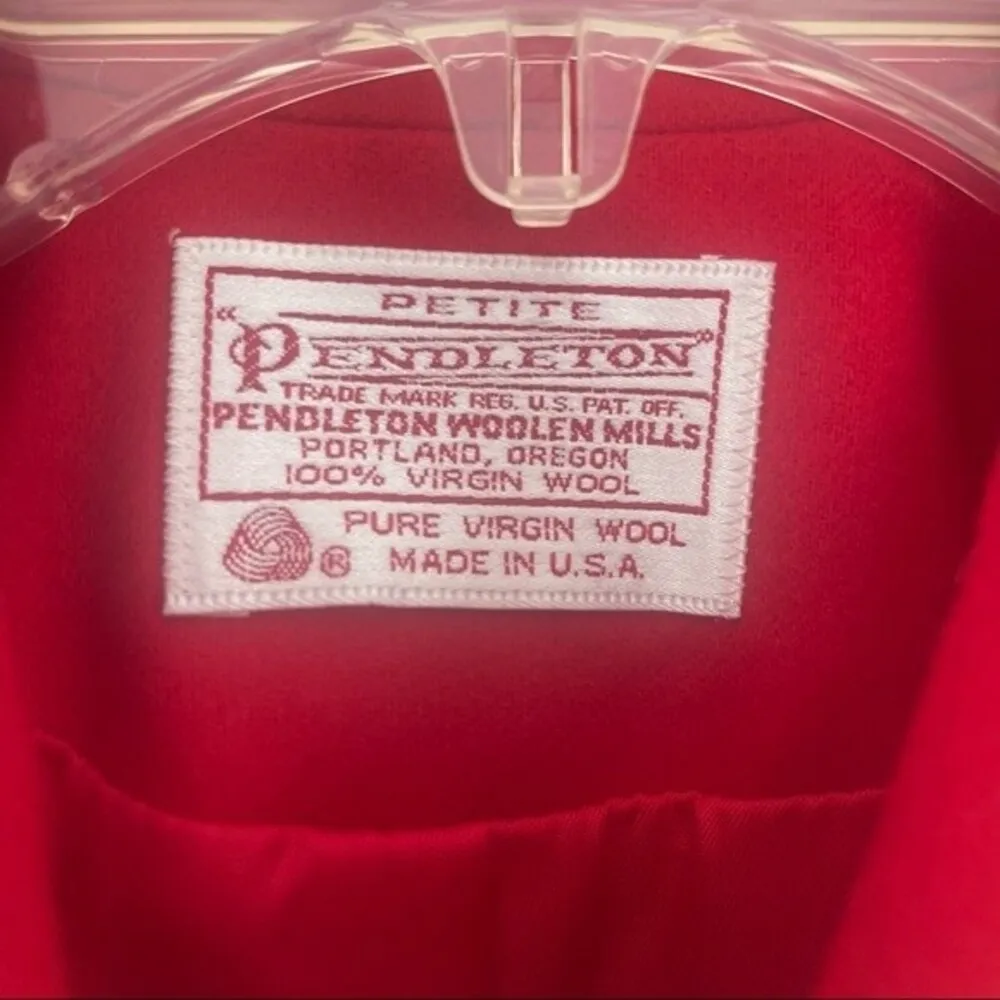 PETITE
"PENDLETON"
TRADE MARK REG. U.S. PAT. OFF.
PENDLETON WOOLEN MILLS
PORTLAND, OREGON
100% VIRGIN WOOL
PURE VIRGIN WOOL
® MADE IN U.S.A.